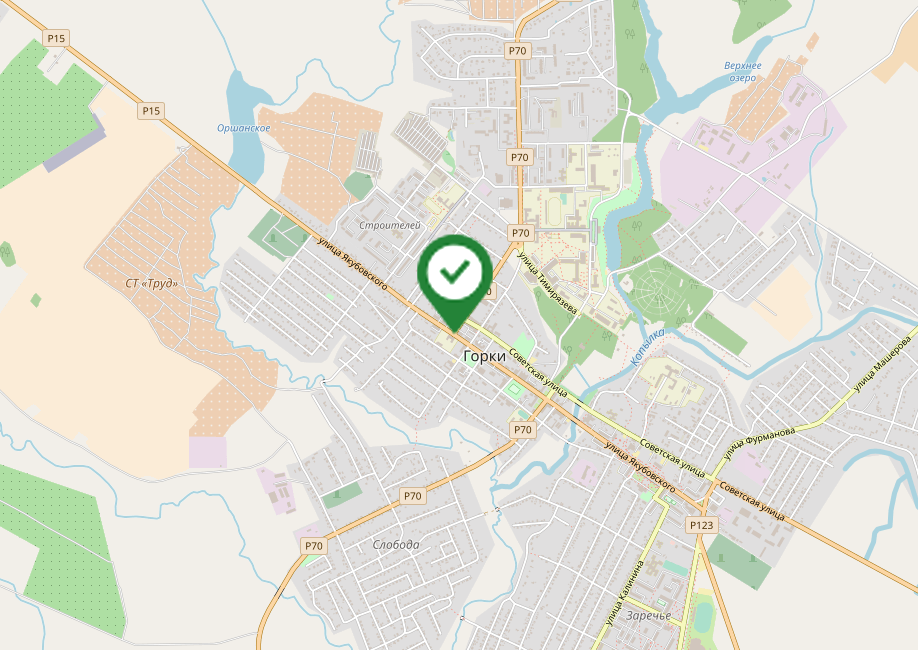 P15
P70
Верхнее
озеро
P15
Оршанское
P70
Строителей
P70
улица Якубовского
улица Тимирязева
СТ «Труд»
Копылка
Горки
Советская улица
улица Машерова
P70
улица Фурманова
Советская улица
улица Якубовского
Советская улица
P70
P123
P70
Слобода
улица Калинина
Заречье